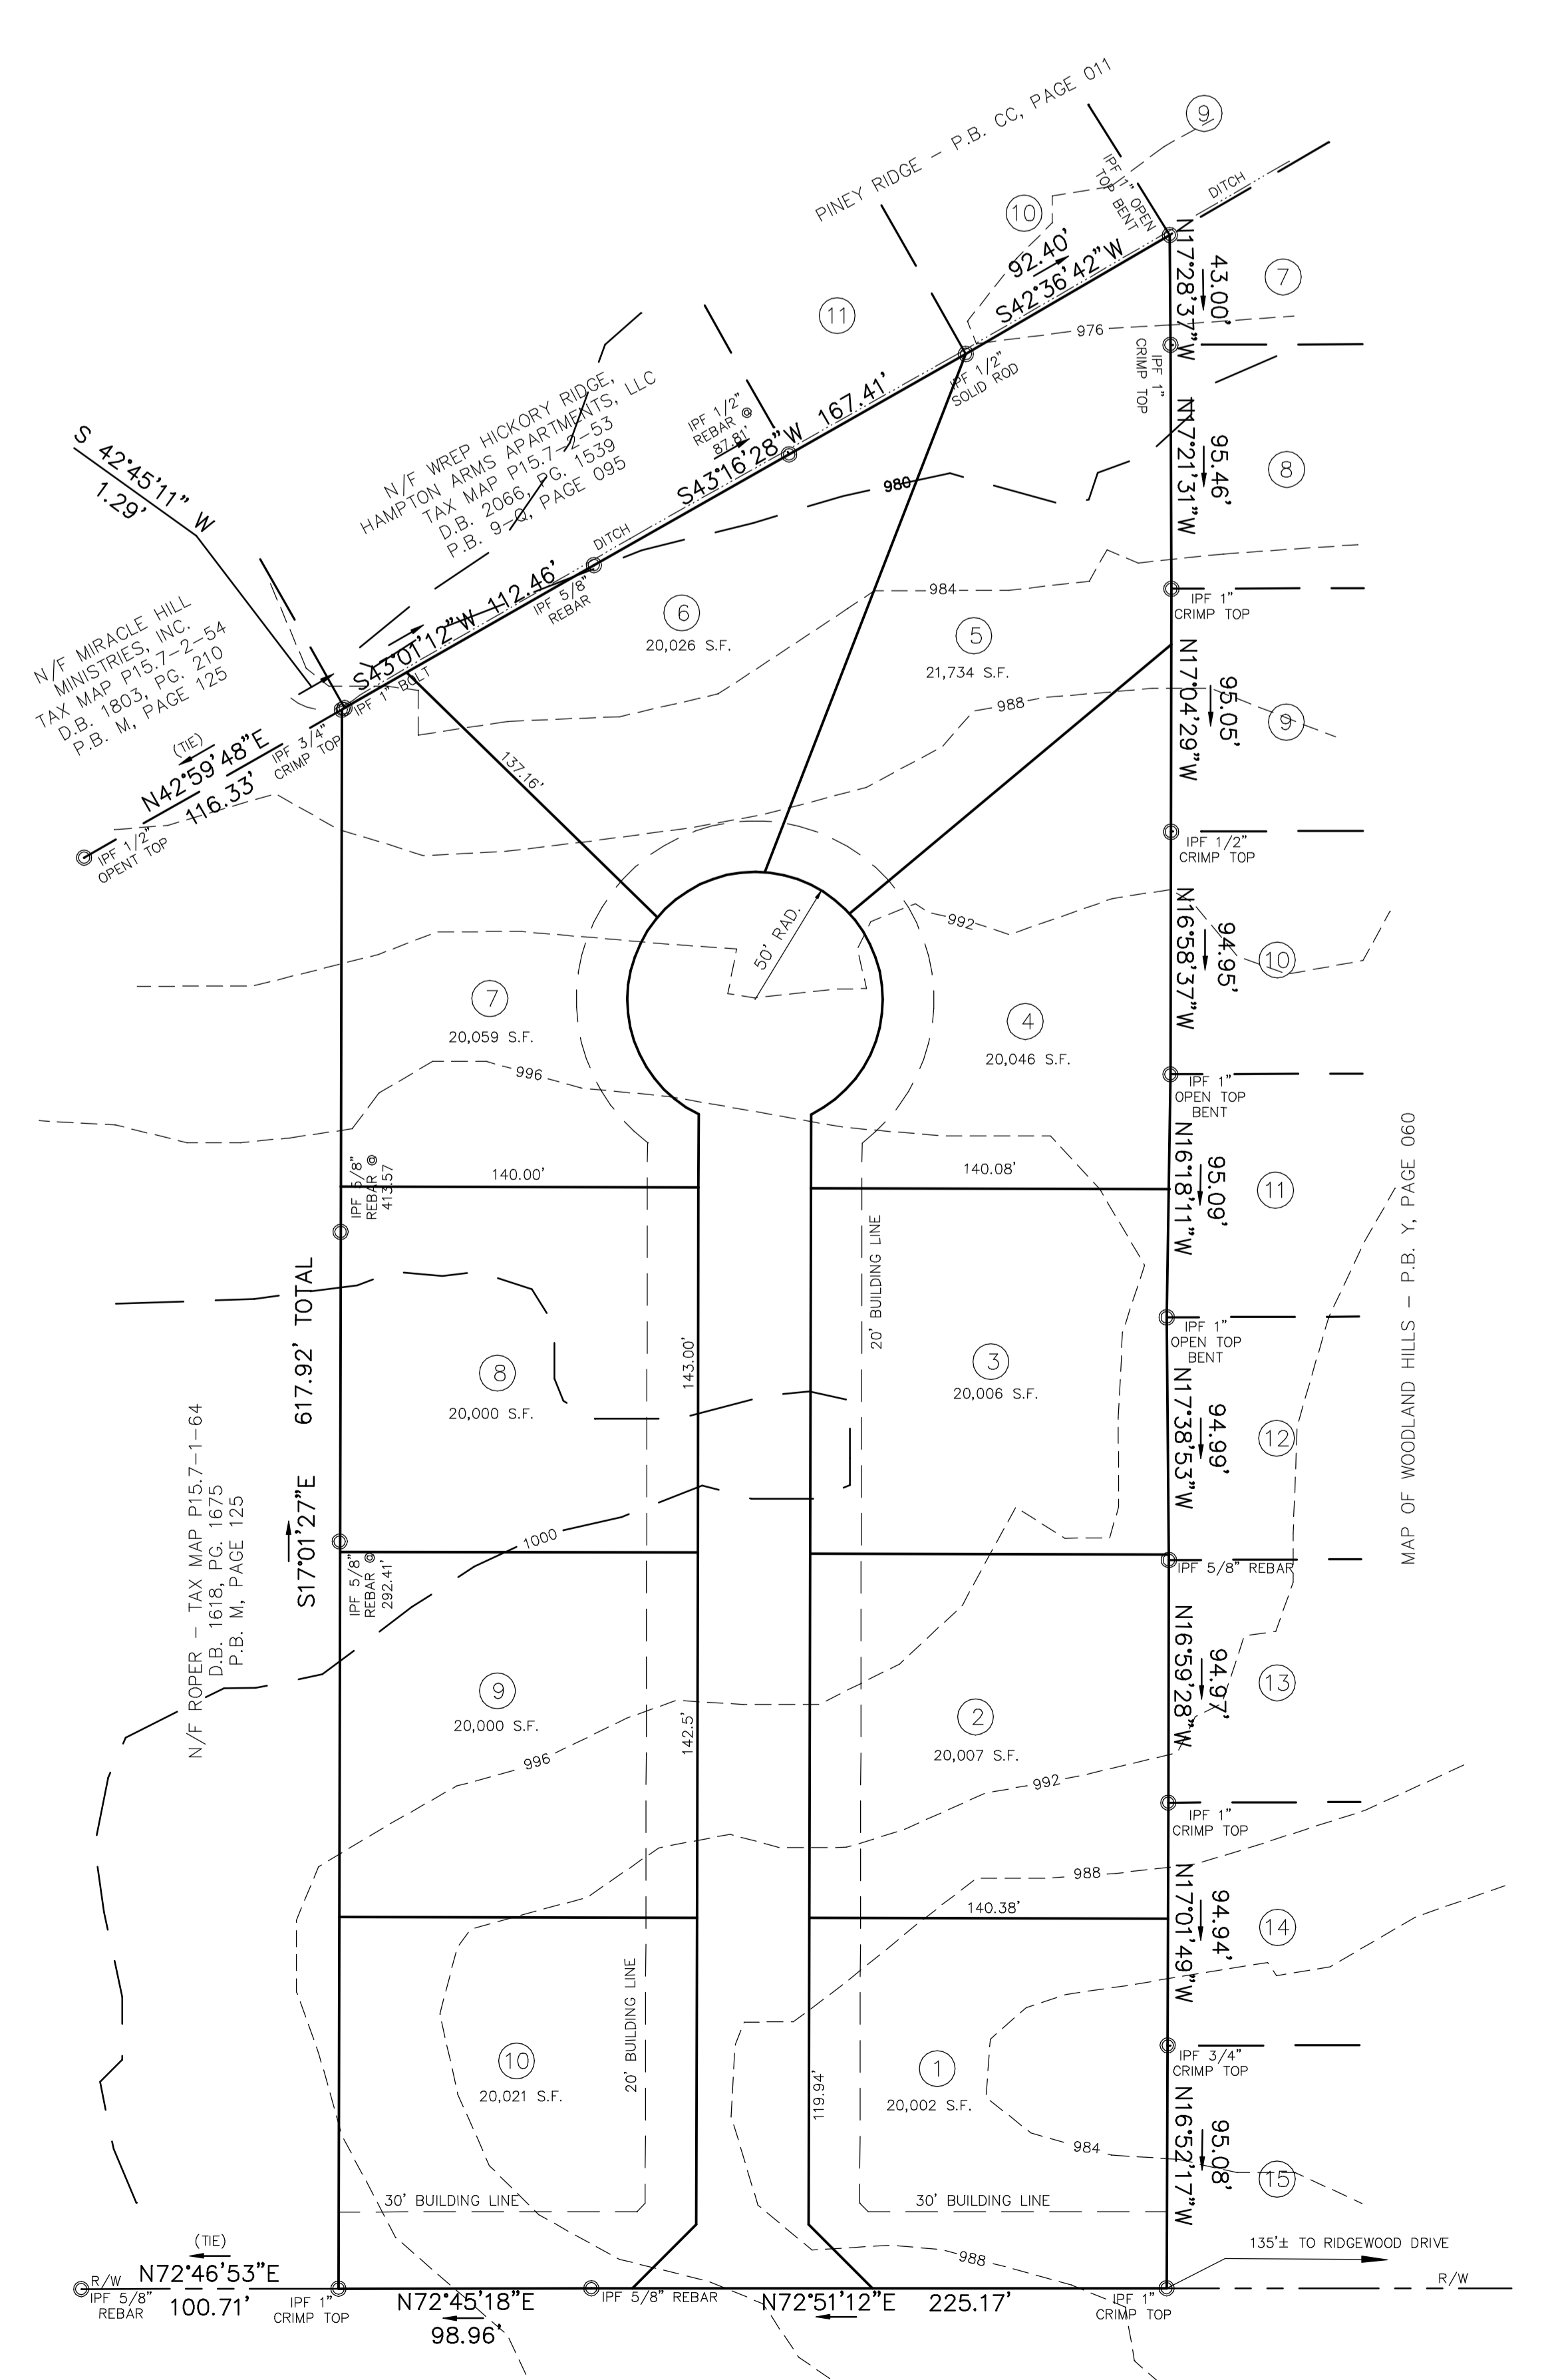 PINEY RIDGE - P.B. CC, PAGE 011
9
DITCH
IPF 1" OPEN
TOP BENT
10
92.40'
S42°36'42"W
N17°28'37"W
43.00'
7
11
976
IPF 1/2"
SOLID ROD
IPF 1"
CRIMP TOP
N/F WREP HICKORY RIDGE,
HAMPTON ARMS APARTMENTS, LLC
TAX MAP P15.7-2-53
D.B. 2066, PG. 1539
P.B. 9-Q, PAGE 095
IPF 1/2"
REBAR @
87.81'
167.41'
S43°16'28"W
N17°21'31"W
95.46'
8
S 42°45'11" W
1.29'
980
DITCH
112.46'
S43°01'12"W
IPF 5/8"
REBAR
984
IPF 1"
CRIMP TOP
6
20,026 S.F.
5
21,734 S.F.
N/F MIRACLE HILL
MINISTRIES, INC.
TAX MAP P15.7-2-54
D.B. 1803, PG. 210
P.B. M, PAGE 125
IPF 1" BOLT
988
N17°04'29"W
95.05'
9
(TIE)
N42°59'48"E
116.33'
IPF 3/4"
CRIMP TOP
137.16'
IPF 1/2"
OPENT TOP
IPF 1/2"
CRIMP TOP
50' RAD.
992
N16°58'37"W
94.95'
10
7
20,059 S.F.
4
20,046 S.F.
996
IPF 1"
OPEN TOP
BENT
IPF 5/8"
REBAR @
413.57
140.00'
140.08'
N16°18'11"W
95.09'
11
MAP OF WOODLAND HILLS - P.B. Y, PAGE 060
20' BUILDING LINE
S17°01'27"E 617.92' TOTAL
143.00'
IPF 1"
OPEN TOP
BENT
8
20,000 S.F.
3
20,006 S.F.
N17°38'53"W
94.99'
12
N/F ROPER - TAX MAP P15.7-1-64
D.B. 1618, PG. 1675
P.B. M, PAGE 125
1000
IPF 5/8"
REBAR @
292.41'
IPF 5/8" REBAR
9
20,000 S.F.
142.5'
2
20,007 S.F.
N16°59'28"W
94.97'
13
996
992
IPF 1"
CRIMP TOP
988
140.38'
N17°01'49"W
94.94'
14
20' BUILDING LINE
10
20,021 S.F.
119.94'
1
20,002 S.F.
IPF 3/4"
CRIMP TOP
984
N16°52'17"W
95.08'
15
30' BUILDING LINE
30' BUILDING LINE
988
135'± TO RIDGEWOOD DRIVE
(TIE)
N72°46'53"E
100.71'
R/W
IPF 5/8"
REBAR
IPF 1"
CRIMP TOP
N72°45'18"E
98.96'
IPF 5/8" REBAR
N72°51'12"E 225.17'
IPF 1"
CRIMP TOP
R/W